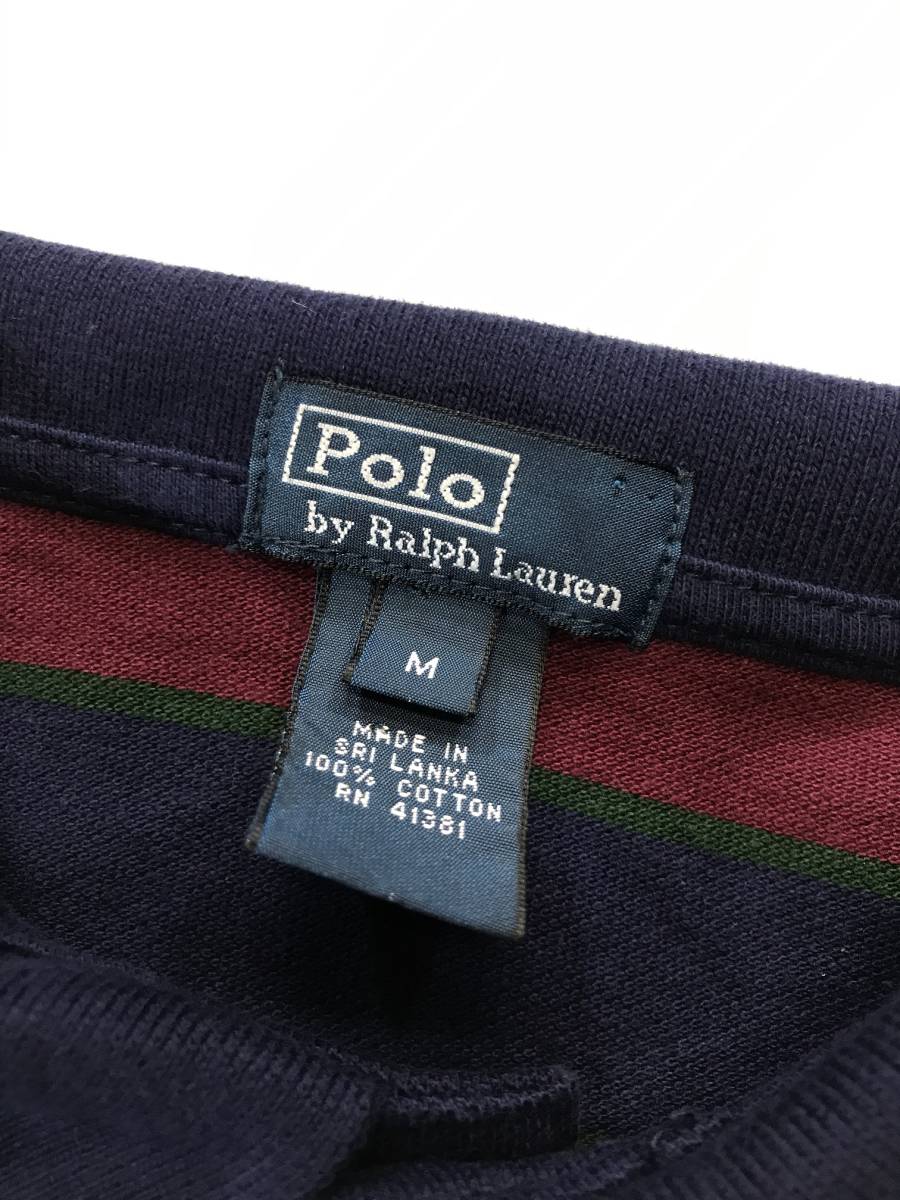 Polo
by Ralph Lauren
M
MADE IN
SRI LANKA
100% COTTON
RN 41381